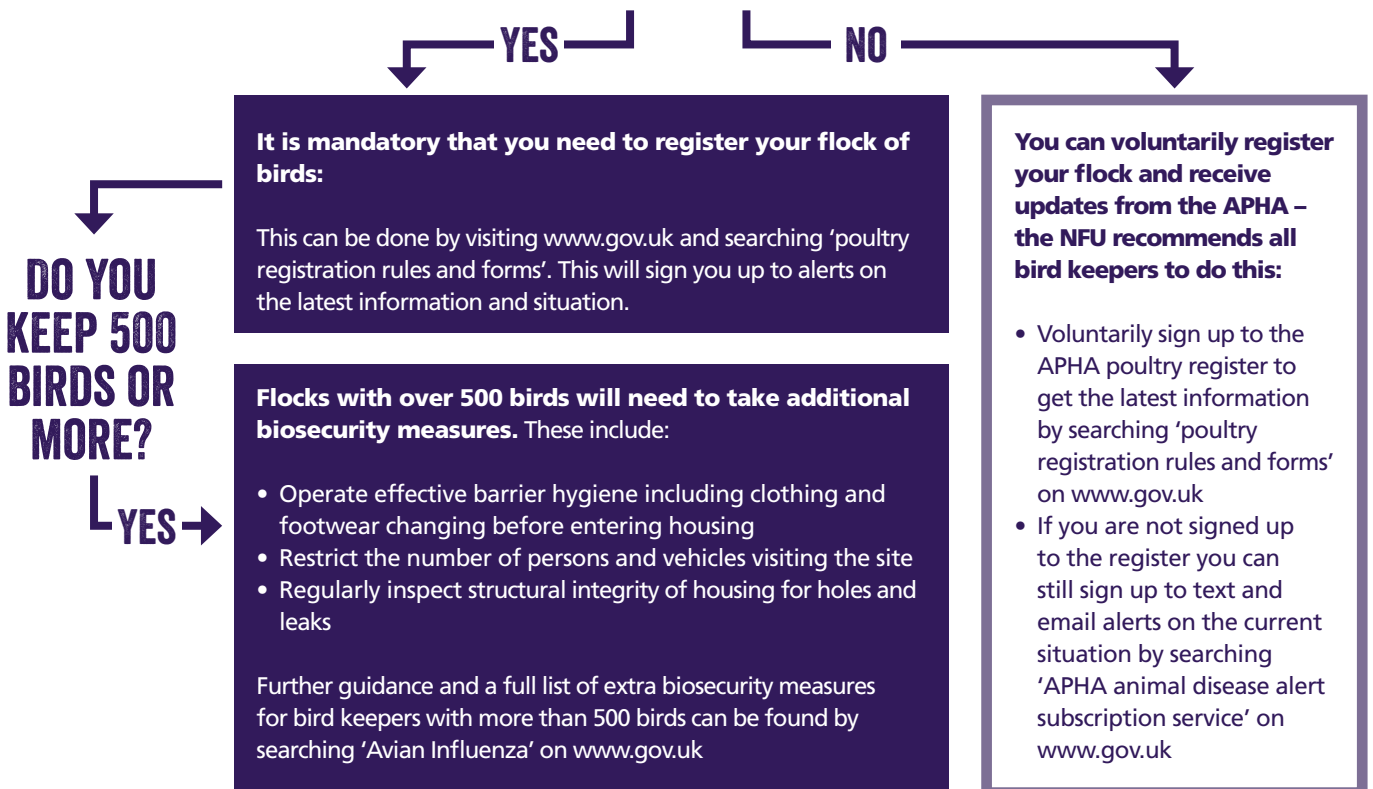 YES
NO
It is mandatory that you need to register your flock of
birds:
This can be done by visiting www.gov.uk and searching ‘poultry
registration rules and forms’. This will sign you up to alerts on
the latest information and situation.
DO YOU
KEEP 500
BIRDS OR
MORE?
YES
Flocks with over 500 birds will need to take additional
biosecurity measures. These include:
• Operate effective barrier hygiene including clothing and
footwear changing before entering housing
• Restrict the number of persons and vehicles visiting the site
• Regularly inspect structural integrity of housing for holes and
leaks
Further guidance and a full list of extra biosecurity measures
for bird keepers with more than 500 birds can be found by
searching ‘Avian Influenza’ on www.gov.uk
You can voluntarily register
your flock and receive
updates from the APHA –
the NFU recommends all
bird keepers to do this:
• Voluntarily sign up to the
APHA poultry register to
get the latest information
by searching ‘poultry
registration rules and forms’
on www.gov.uk
• If you are not signed up
to the register you can
still sign up to text and
email alerts on the current
situation by searching
‘APHA animal disease alert
subscription service’ on
www.gov.uk